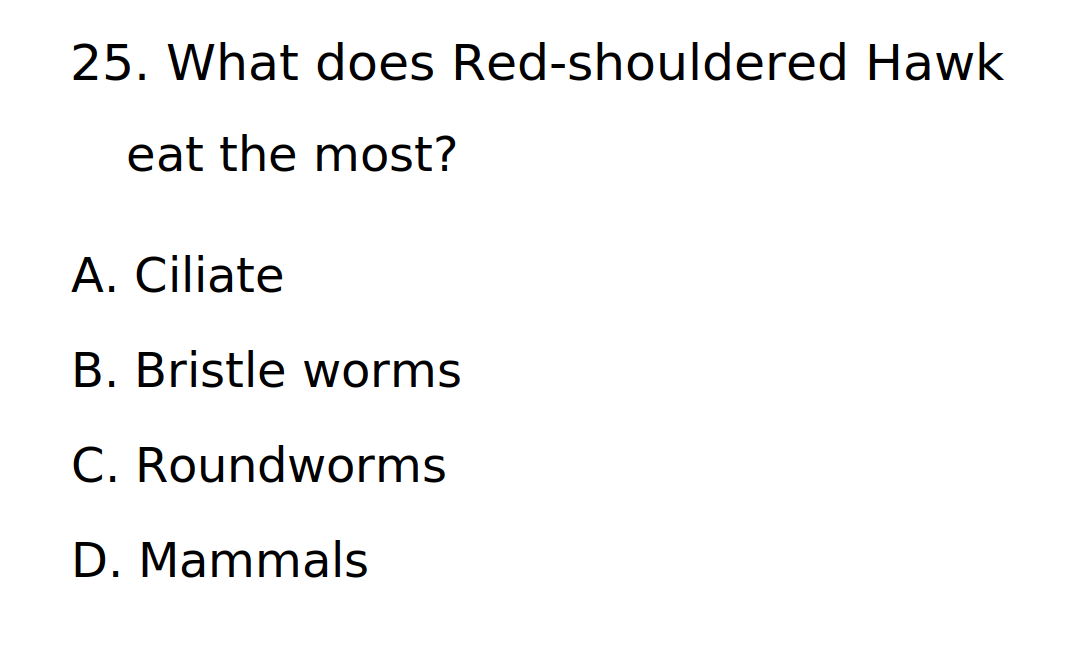 25. What does Red-shouldered Hawk
eat the most?
A. Ciliate
B. Bristle worms
C. Roundworms
D. Mammals